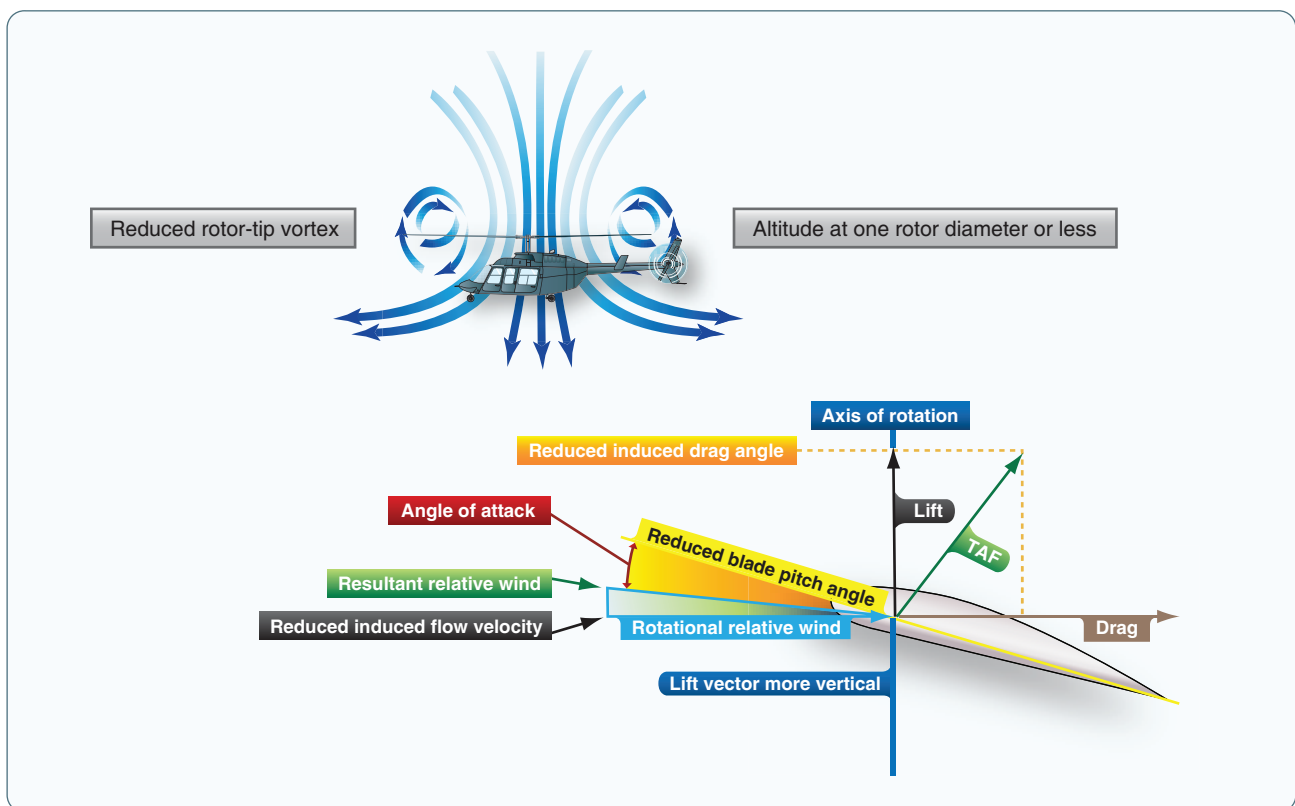 Reduced rotor-tip vortex
Altitude at one rotor diameter or less
Axis of rotation
Reduced induced drag angle
Angle of attack
Lift
Reduced blade pitch angle
TAF
Resultant relative wind
Reduced induced flow velocity
Rotational relative wind
Drag
Lift vector more vertical